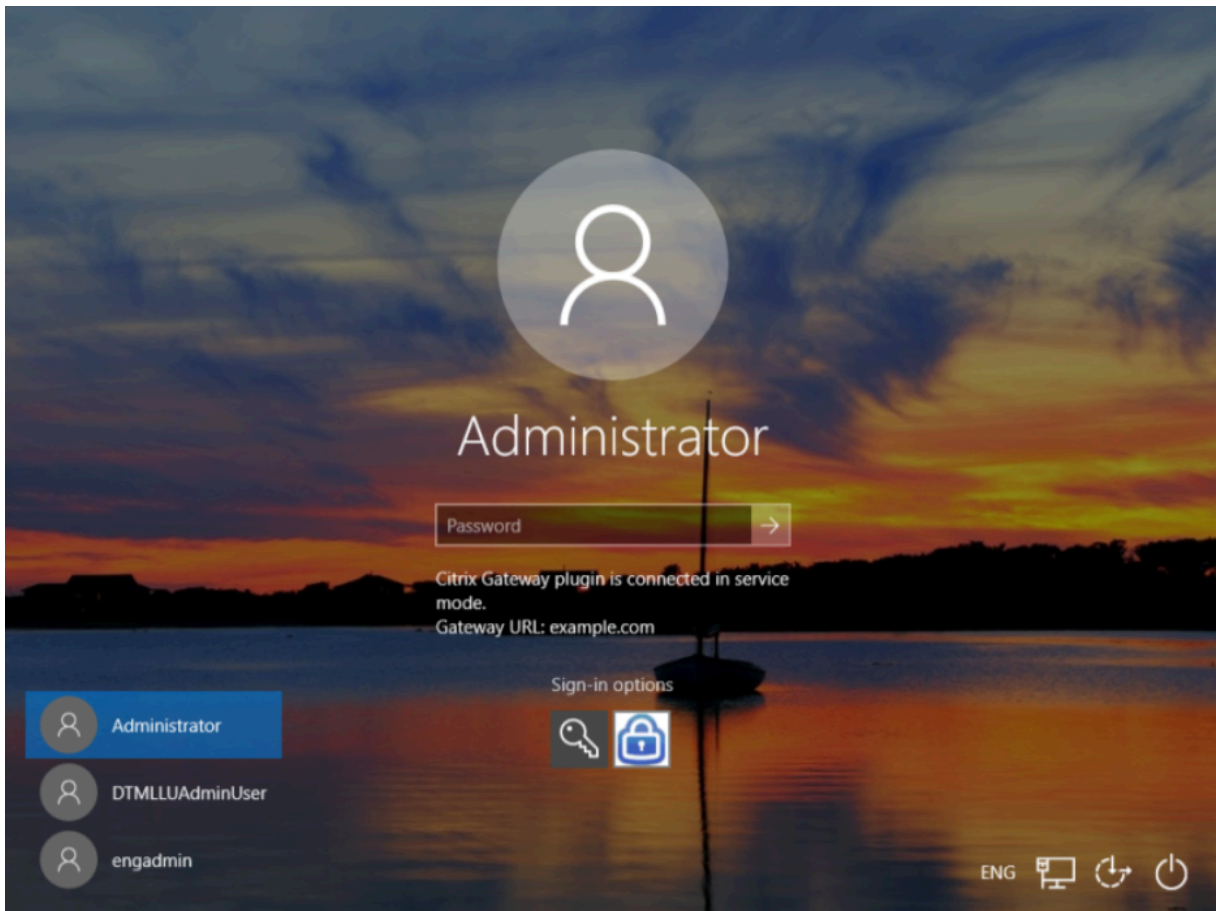 Administrator
Password
Citrix Gateway plugin is connected in service
mode.
Gateway URL: example.com
Sign-in options
Administrator
DTMLLUAdminUser
engadmin
ENG